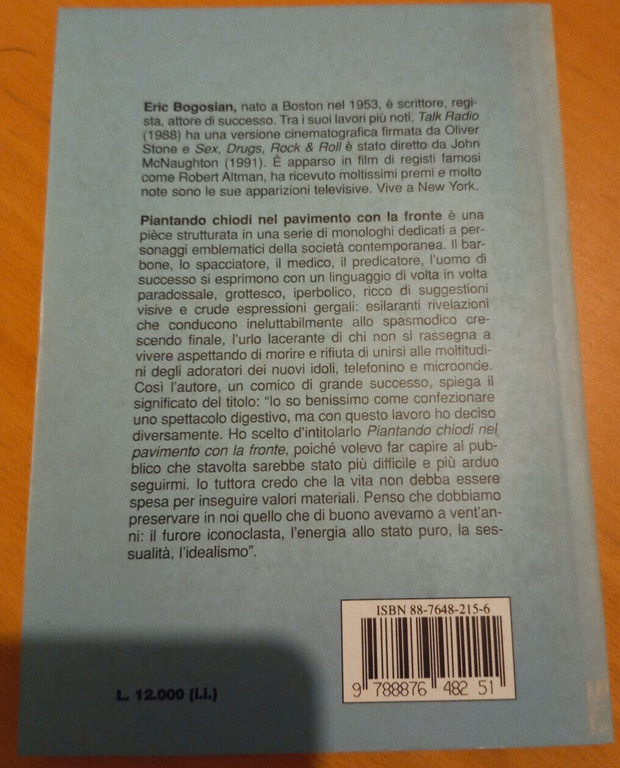 Eric Bogosian, nato a Boston nel 1953, è scrittore, regi-
sta, attore di successo. Tra i suoi lavori più noti, Talk Radio
(1988) ha una versione cinematografica firmata da Oliver
Stone e Sex, Drugs, Rock & Roll è stato diretto da John
McNaughton (1991). È apparso in film di registi famosi
come Robert Altman, ha ricevuto moltissimi premi e molto
note sono le sue apparizioni televisive. Vive a New York.
Piantando chiodi nel pavimento con la fronte è una
pièce strutturata in una serie di monologhi dedicati a per-
sonaggi emblematici della società contemporanea. Il bar-
bone, lo spacciatore, il medico, il predicatore, l'uomo di
successo si esprimono con un linguaggio di volta in volta
paradossale, grottesco, iperbolico, ricco di suggestioni
visive e crude espressioni gergali: esilaranti rivelazioni
che conducono ineluttabilmente allo spasmodico cre-
scendo finale, l'urlo lacerante di chi non si rassegna a
vivere aspettando di morire e rifiuta di unirsi alle moltitudi-
ni degli adoratori dei nuovi idoli, telefonino e microonde.
Così l'autore, un comico di grande successo, spiega il
significato del titolo: "Io so benissimo come confezionare
uno spettacolo digestivo, ma con questo lavoro ho deciso
diversamente. Ho scelto d'intitolarlo Piantando chiodi nel
pavimento con la fronte, poiché volevo far capire al pub-
blico che stavolta sarebbe stato più difficile e più arduo
seguirmi. Io tuttora credo che la vita non debba essere
spesa per inseguire valori materiali. Penso che dobbiamo
preservare in noi quello che di buono avevamo a vent'an-
ni: il furore iconoclasta, l'energia allo stato puro, la ses-
sualità, l'idealismo".
ISBN 88-7648-215-6
9 788876 482 51
L. 12.000 (i.i.)